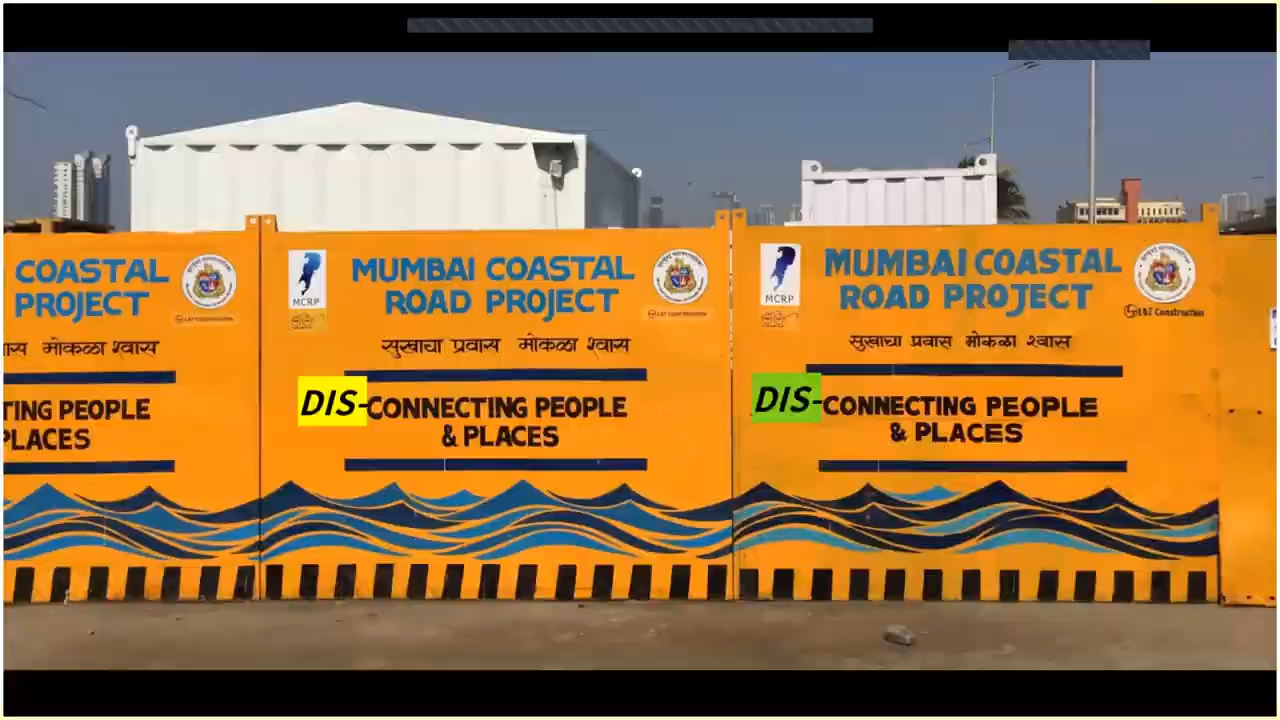 COASTAL
PROJECT
मोकळा श्वास
TING PEOPLE
PLACES
MCRP
MUMBAI COASTAL
ROAD PROJECT
L&T Construction
सुखाचा प्रवास मोकळा श्वास
DIS-CONNECTING PEOPLE
& PLACES
MCRP
MUMBAI COASTAL
ROAD PROJECT
L&T Construction
सुखाचा प्रवास मोकळा श्वास
DIS-CONNECTING PEOPLE
& PLACES